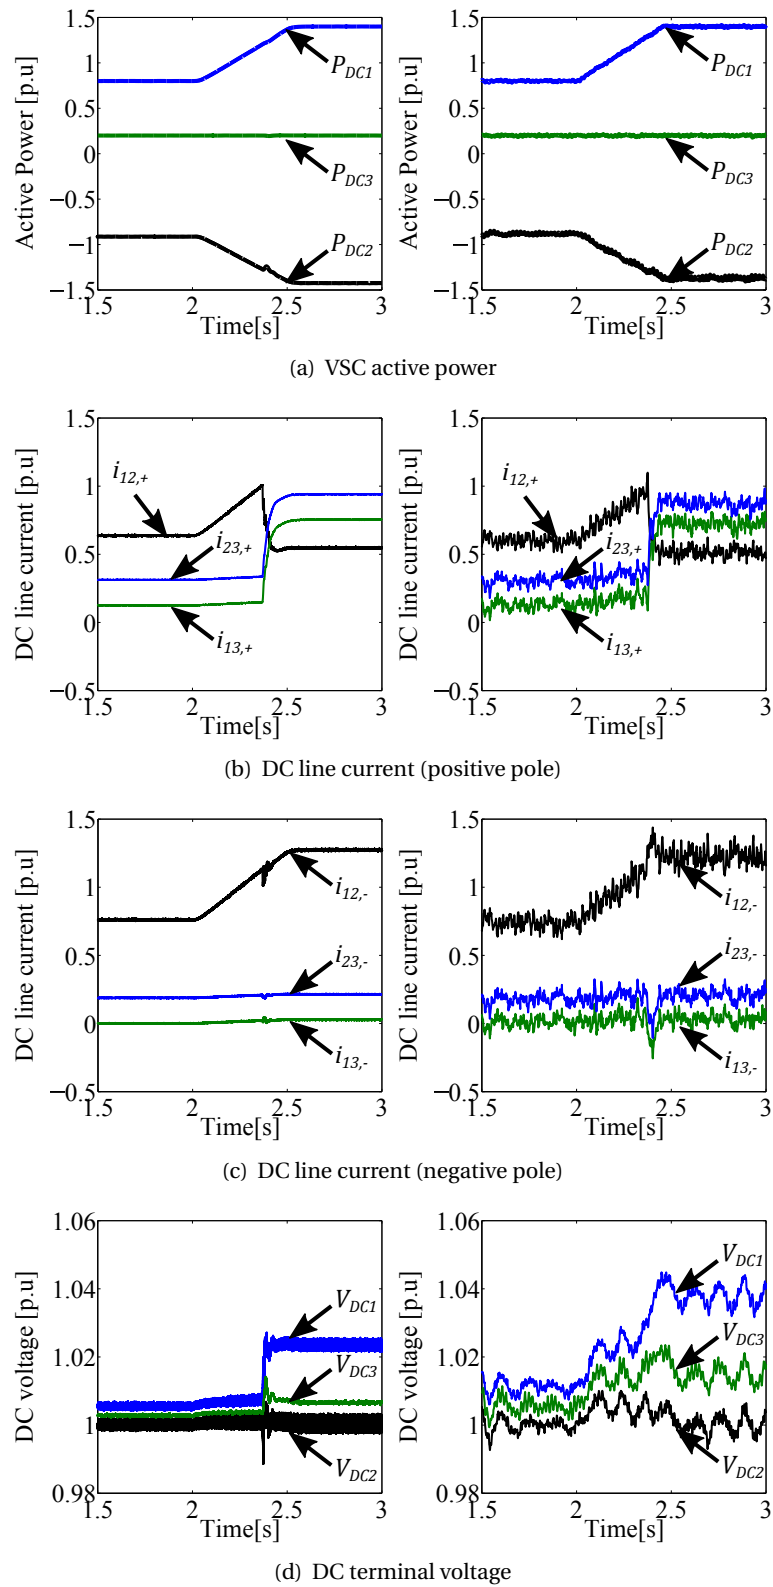 1.5
1
0.5
0
−0.5
−1
−1.5
1.5 2 2.5 3
Time[s]
Active Power [p.u]
P_DC1
P_DC3
P_DC2
1.5
1
0.5
0
−0.5
−1
−1.5
1.5 2 2.5 3
Time[s]
Active Power [p.u]
P_DC1
P_DC3
P_DC2
(a) VSC active power
1.5
1
0.5
0
−0.5
1.5 2 2.5 3
Time[s]
DC line current [p.u]
i_12,+
i_23,+
i_13,+
1.5
1
0.5
0
−0.5
1.5 2 2.5 3
Time[s]
DC line current [p.u]
i_12,+
i_23,+
i_13,+
(b) DC line current (positive pole)
1.5
1
0.5
0
−0.5
1.5 2 2.5 3
Time[s]
DC line current [p.u]
i_12,-
i_23,-
i_13,-
1.5
1
0.5
0
−0.5
1.5 2 2.5 3
Time[s]
DC line current [p.u]
i_12,-
i_23,-
i_13,-
(c) DC line current (negative pole)
1.06
1.04
1.02
1
0.98
1.5 2 2.5 3
Time[s]
DC voltage [p.u]
V_DC1
V_DC3
V_DC2
1.06
1.04
1.02
1
0.98
1.5 2 2.5 3
Time[s]
DC voltage [p.u]
V_DC1
V_DC3
V_DC2
(d) DC terminal voltage